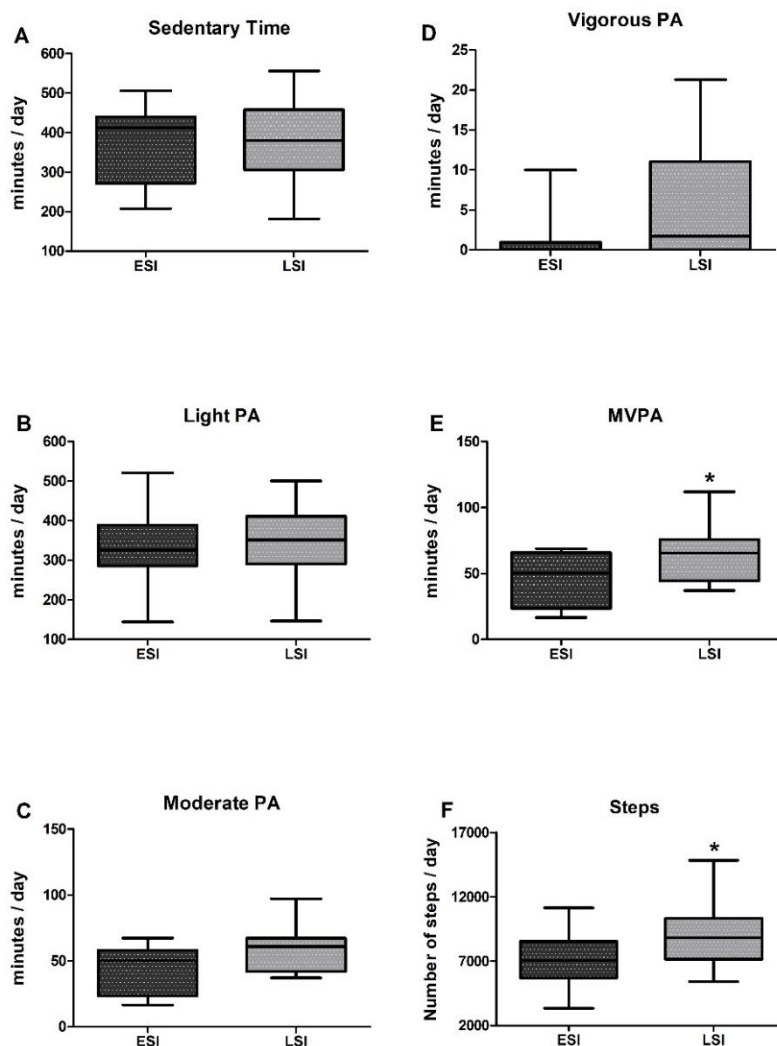 A
Sedentary Time
minutes / day
600
500
400
300
200
100
ESI
LSI
B
Light PA
minutes / day
600
500
400
300
200
100
ESI
LSI
C
Moderate PA
minutes / day
150
100
50
0
ESI
LSI
D
Vigorous PA
minutes / day
25
20
15
10
5
0
ESI
LSI
E
MVPA
minutes / day
150
100
50
0
*
ESI
LSI
F
Steps
Number of steps / day
17000
12000
7000
2000
*
ESI
LSI